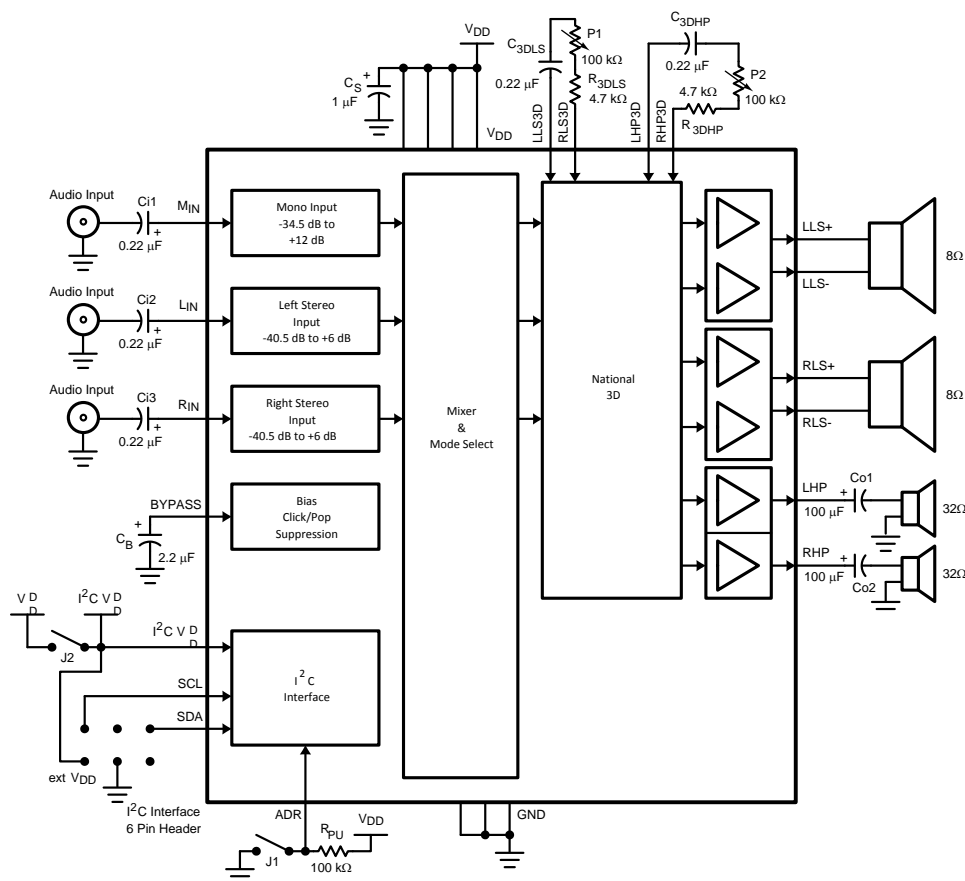 VDD
CS
+
1 µF
VDD
C3DLS
0.22 µF
P1
100 kΩ
R3DLS
4.7 kΩ
LLS3D
RLS3D
C3DHP
0.22 µF
P2
100 kΩ
4.7 kΩ
R3DHP
LHP3D
RHP3D
Audio Input
Ci1
+
0.22 µF
MIN
Mono Input
-34.5 dB to
+12 dB
Audio Input
Ci2
+
0.22 µF
LIN
Left Stereo
Input
-40.5 dB to +6 dB
Audio Input
Ci3
+
0.22 µF
RIN
Right Stereo
Input
-40.5 dB to +6 dB
BYPASS
+
CB
2.2 µF
Bias
Click/Pop
Suppression
Mixer
&
Mode Select
National
3D
LLS+
LLS-
8Ω
RLS+
RLS-
8Ω
LHP
+
Co1
100 µF
32Ω
RHP
+
100 µF
Co2
32Ω
VDD
I2C VDD
J2
I2C VDD
SCL
SDA
I2C
Interface
ext VDD
I2C Interface
6 Pin Header
ADR
J1
RPU
100 kΩ
VDD
GND